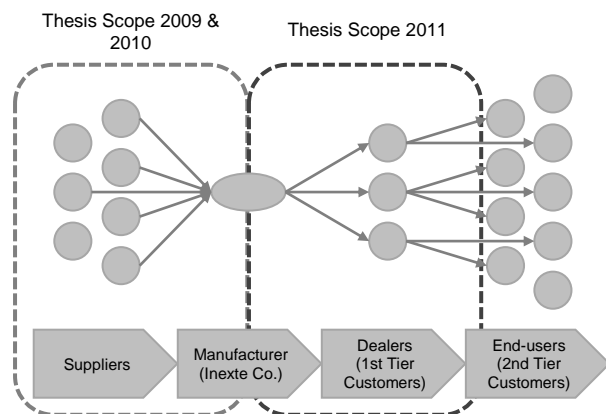 Thesis Scope 2009 &
2010
Thesis Scope 2011
Suppliers
Manufacturer
(Inexte Co.)
Dealers
(1st Tier
Customers)
End-users
(2nd Tier
Customers)